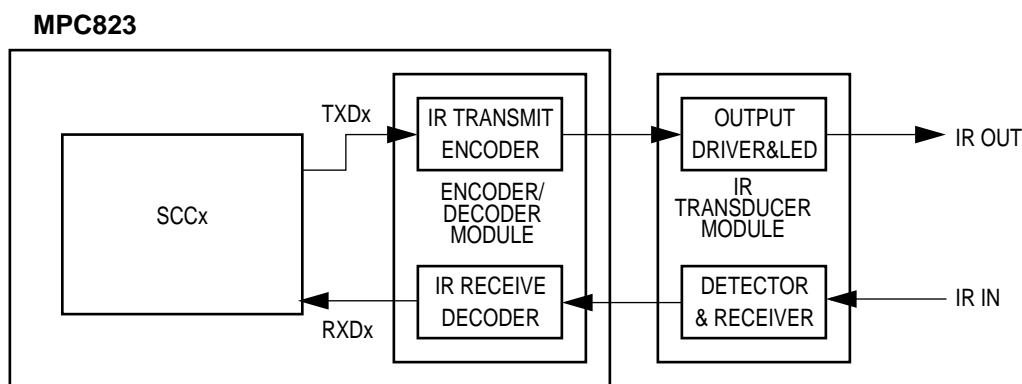 MPC823
TXDx
IR TRANSMIT
ENCODER
OUTPUT
DRIVER&LED
IR OUT
SCCx
ENCODER/
DECODER
MODULE
IR
TRANSDUCER
MODULE
IR RECEIVE
DECODER
DETECTOR
& RECEIVER
IR IN
RXDx